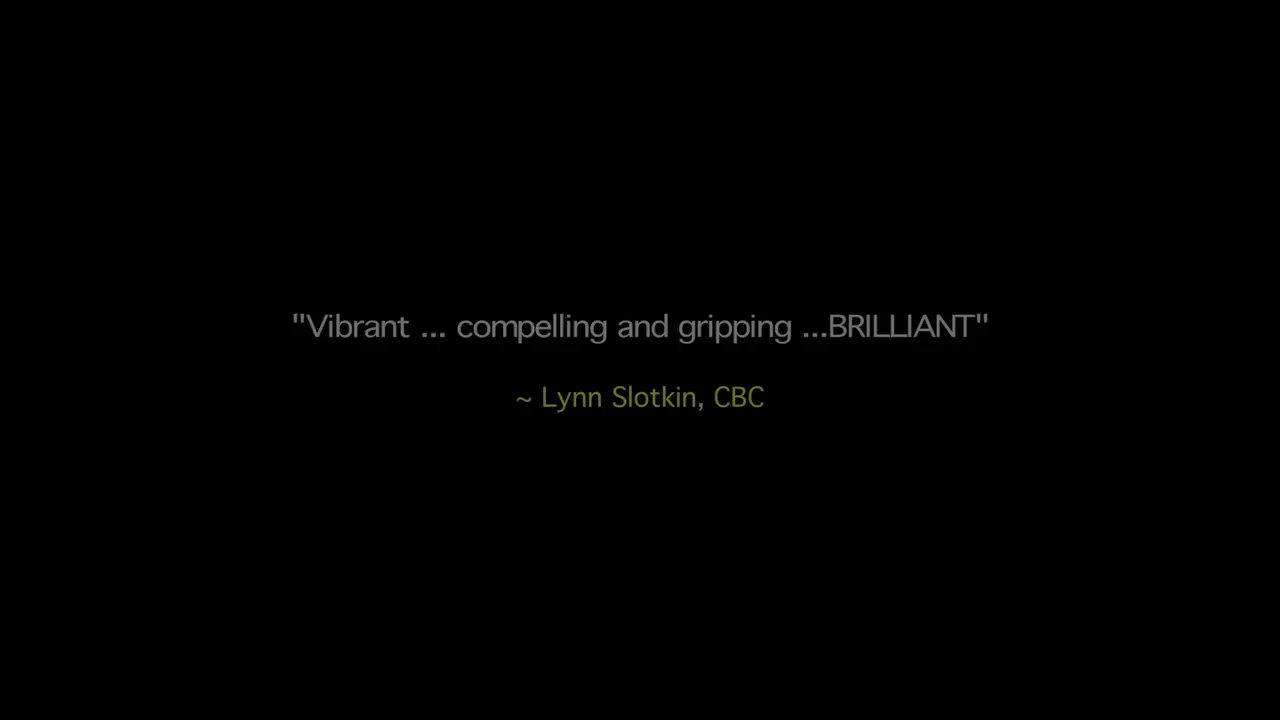 "Vibrant ... compelling and gripping ...BRILLIANT"
~ Lynn Slotkin, CBC